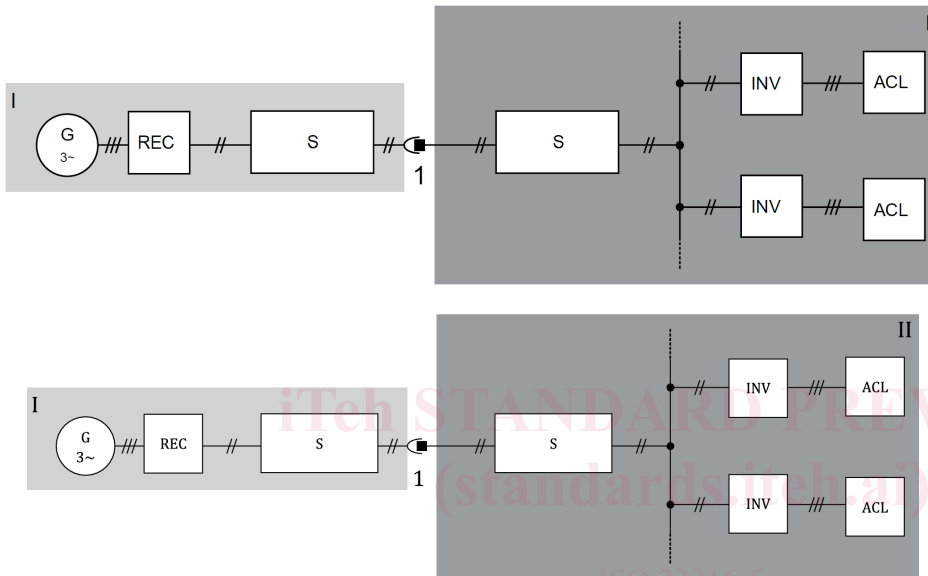 I
G
3~
REC
S
1
S
INV
ACL
INV
ACL
II
I
G
3~
REC
S
1
S
INV
ACL
INV
ACL
iTeh STANDARD PREV
(standards.iteh.ai)